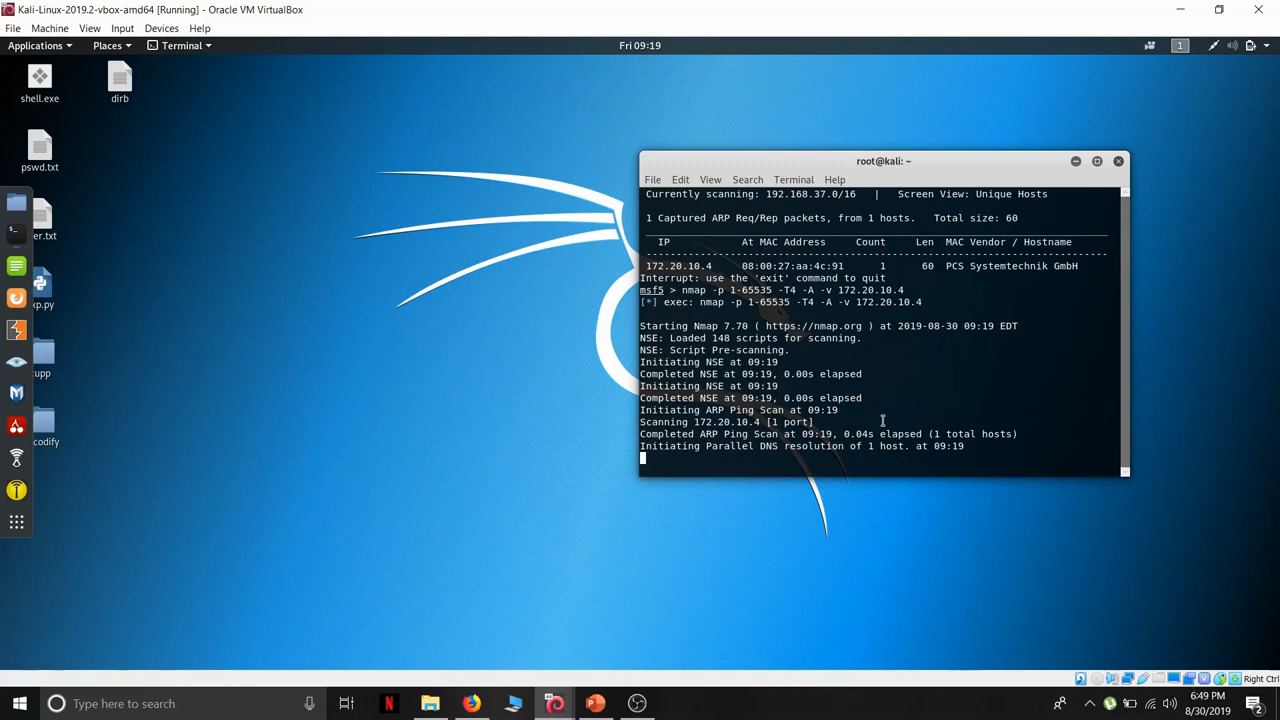 Kali-Linux-2019.2-vbox-amd64 [Running] - Oracle VM VirtualBox
File Machine View Input Devices Help
Applications Places Terminal Fri 09:19 1
shell.exe
dirb
pswd.txt
er.txt
xp.py
cupp
codify
root@kali: ~
File Edit View Search Terminal Help
Currently scanning: 192.168.37.0/16 | Screen View: Unique Hosts
1 Captured ARP Req/Rep packets, from 1 hosts. Total size: 60
_____________________________________________________________________________
IP At MAC Address Count Len MAC Vendor / Hostname
-----------------------------------------------------------------------------
172.20.10.4 08:00:27:aa:4c:91 1 60 PCS Systemtechnik GmbH
Interrupt: use the 'exit' command to quit
msf5 > nmap -p 1-65535 -T4 -A -v 172.20.10.4
[*] exec: nmap -p 1-65535 -T4 -A -v 172.20.10.4
Starting Nmap 7.70 ( https://nmap.org ) at 2019-08-30 09:19 EDT
NSE: Loaded 148 scripts for scanning.
NSE: Script Pre-scanning.
Initiating NSE at 09:19
Completed NSE at 09:19, 0.00s elapsed
Initiating NSE at 09:19
Completed NSE at 09:19, 0.00s elapsed
Initiating ARP Ping Scan at 09:19
Scanning 172.20.10.4 [1 port]
Completed ARP Ping Scan at 09:19, 0.04s elapsed (1 total hosts)
Initiating Parallel DNS resolution of 1 host. at 09:19
Right Ctrl
Type here to search
6:49 PM
8/30/2019
2